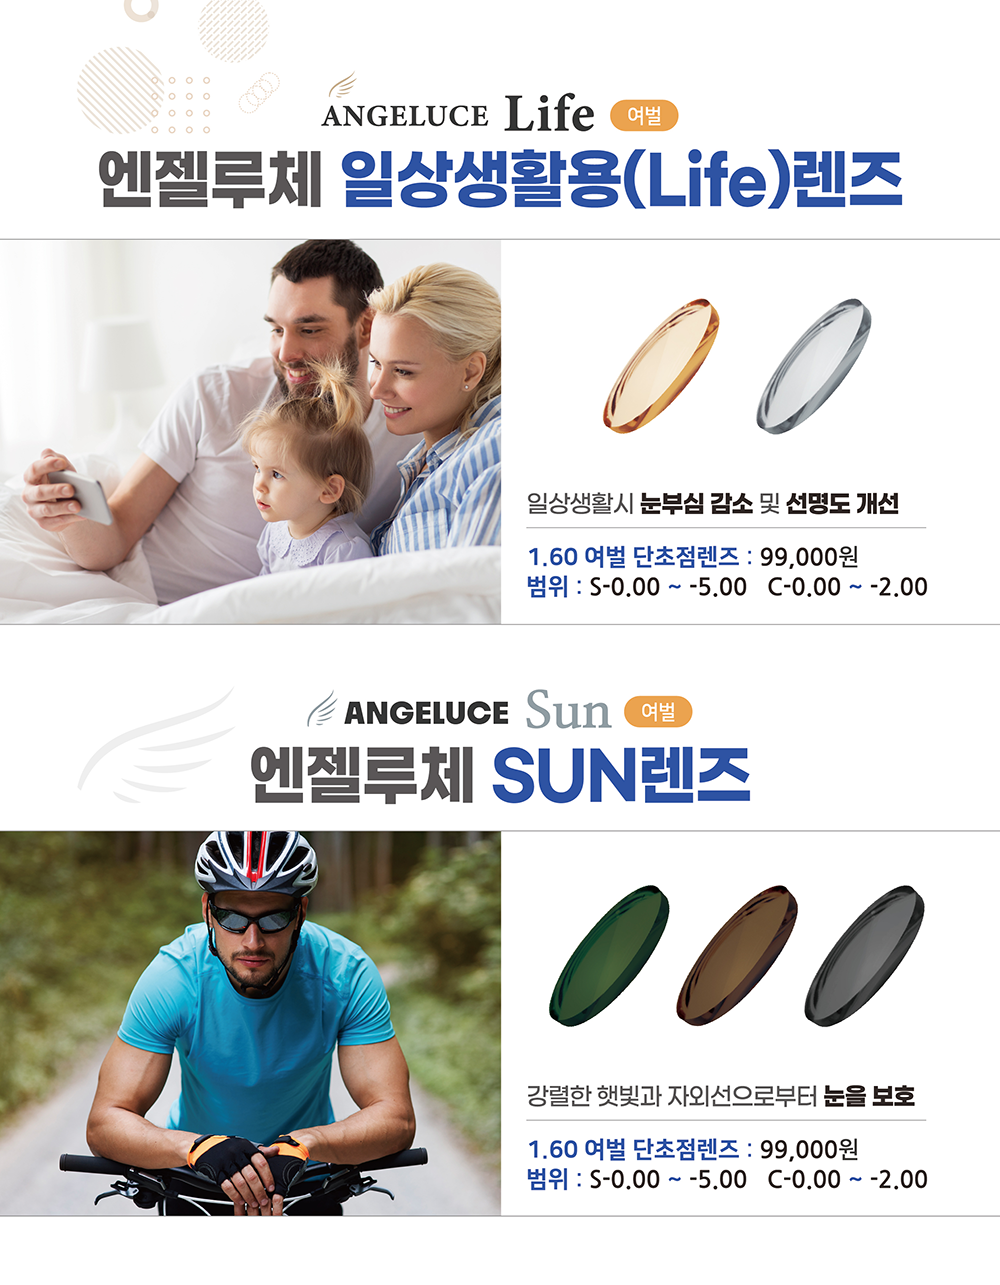 ANGELUCE Life 여벌
엔젤루체 일상생활용(Life)렌즈
일상생활시 눈부심 감소 및 선명도 개선
1.60 여벌 단초점렌즈 : 99,000원
범위 : S-0.00 ~ -5.00 C-0.00 ~ -2.00
ANGELUCE Sun 여벌
엔젤루체 SUN렌즈
강렬한 햇빛과 자외선으로부터 눈을 보호
1.60 여벌 단초점렌즈 : 99,000원
범위 : S-0.00 ~ -5.00 C-0.00 ~ -2.00